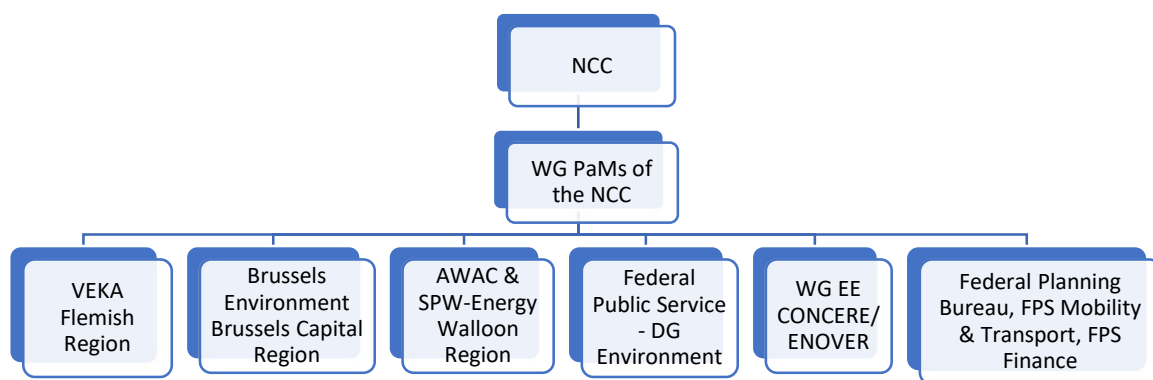 NCC
WG PaMs of
the NCC
VEKA
Flemish
Region
Brussels
Environment
Brussels Capital
Region
AWAC &
SPW-Energy
Walloon
Region
Federal
Public Service
- DG
Environment
WG EE
CONCERE/
ENOVER
Federal Planning
Bureau, FPS Mobility
& Transport, FPS
Finance